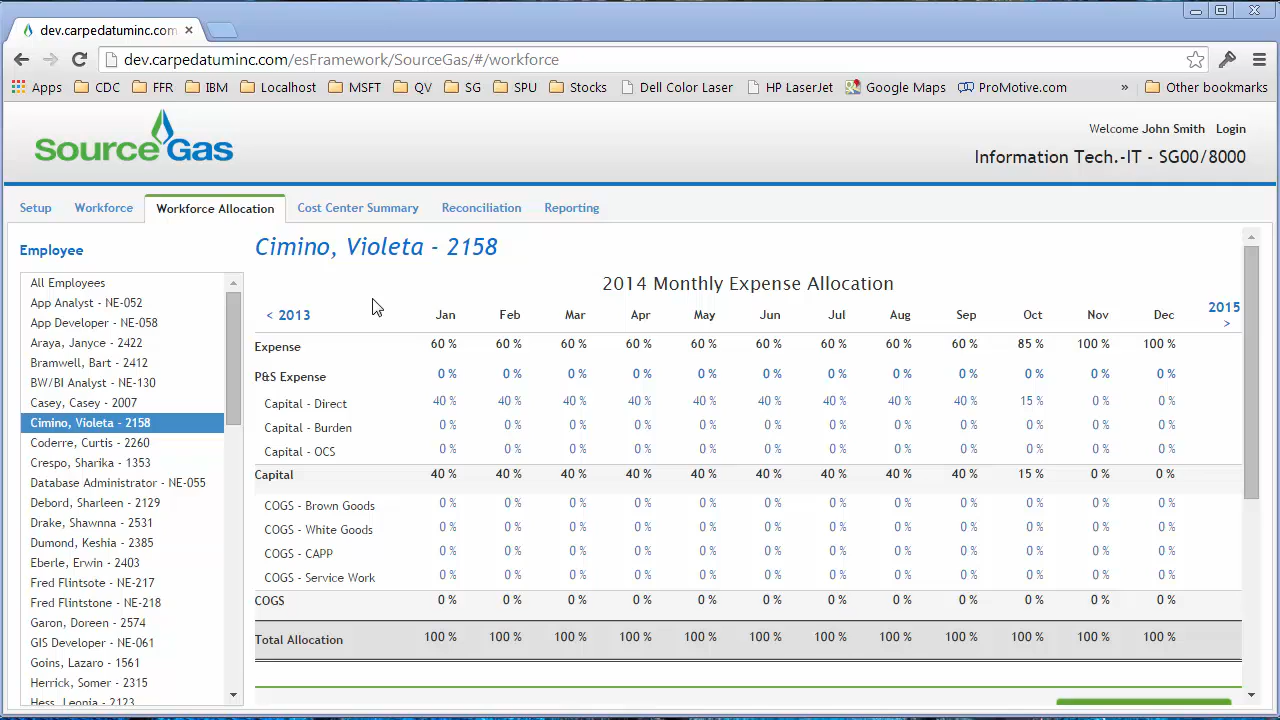 dev.carpedatuminc.com
dev.carpedatuminc.com/esFramework/SourceGas/#/workforce
Apps CDC FFR IBM Localhost MSFT QV SG SPU Stocks Dell Color Laser HP LaserJet Google Maps ProMotive.com » Other bookmarks
SourceGas
Welcome John Smith Login
Information Tech.-IT - SG00/8000
Setup Workforce Workforce Allocation Cost Center Summary Reconciliation Reporting
Employee
All Employees
App Analyst - NE-052
App Developer - NE-058
Araya, Janyce - 2422
Bramwell, Bart - 2412
BW/BI Analyst - NE-130
Casey, Casey - 2007
Cimino, Violeta - 2158
Coderre, Curtis - 2260
Crespo, Sharika - 1353
Database Administrator - NE-055
Debord, Sharleen - 2129
Drake, Shawnna - 2531
Dumond, Keshia - 2385
Eberle, Erwin - 2403
Fred Flintsote - NE-217
Fred Flintstone - NE-218
Garon, Doreen - 2574
GIS Developer - NE-061
Goins, Lazaro - 1561
Herrick, Somer - 2315
Hess, Leonia - 2123
Cimino, Violeta - 2158
2014 Monthly Expense Allocation
< 2013 Jan Feb Mar Apr May Jun Jul Aug Sep Oct Nov Dec 2015 >
Expense 60 % 60 % 60 % 60 % 60 % 60 % 60 % 60 % 60 % 85 % 100 % 100 %
P&S Expense 0 % 0 % 0 % 0 % 0 % 0 % 0 % 0 % 0 % 0 % 0 % 0 %
Capital - Direct 40 % 40 % 40 % 40 % 40 % 40 % 40 % 40 % 40 % 15 % 0 % 0 %
Capital - Burden 0 % 0 % 0 % 0 % 0 % 0 % 0 % 0 % 0 % 0 % 0 % 0 %
Capital - OCS 0 % 0 % 0 % 0 % 0 % 0 % 0 % 0 % 0 % 0 % 0 % 0 %
Capital 40 % 40 % 40 % 40 % 40 % 40 % 40 % 40 % 40 % 15 % 0 % 0 %
COGS - Brown Goods 0 % 0 % 0 % 0 % 0 % 0 % 0 % 0 % 0 % 0 % 0 % 0 %
COGS - White Goods 0 % 0 % 0 % 0 % 0 % 0 % 0 % 0 % 0 % 0 % 0 % 0 %
COGS - CAPP 0 % 0 % 0 % 0 % 0 % 0 % 0 % 0 % 0 % 0 % 0 % 0 %
COGS - Service Work 0 % 0 % 0 % 0 % 0 % 0 % 0 % 0 % 0 % 0 % 0 % 0 %
COGS 0 % 0 % 0 % 0 % 0 % 0 % 0 % 0 % 0 % 0 % 0 % 0 %
Total Allocation 100 % 100 % 100 % 100 % 100 % 100 % 100 % 100 % 100 % 100 % 100 % 100 %